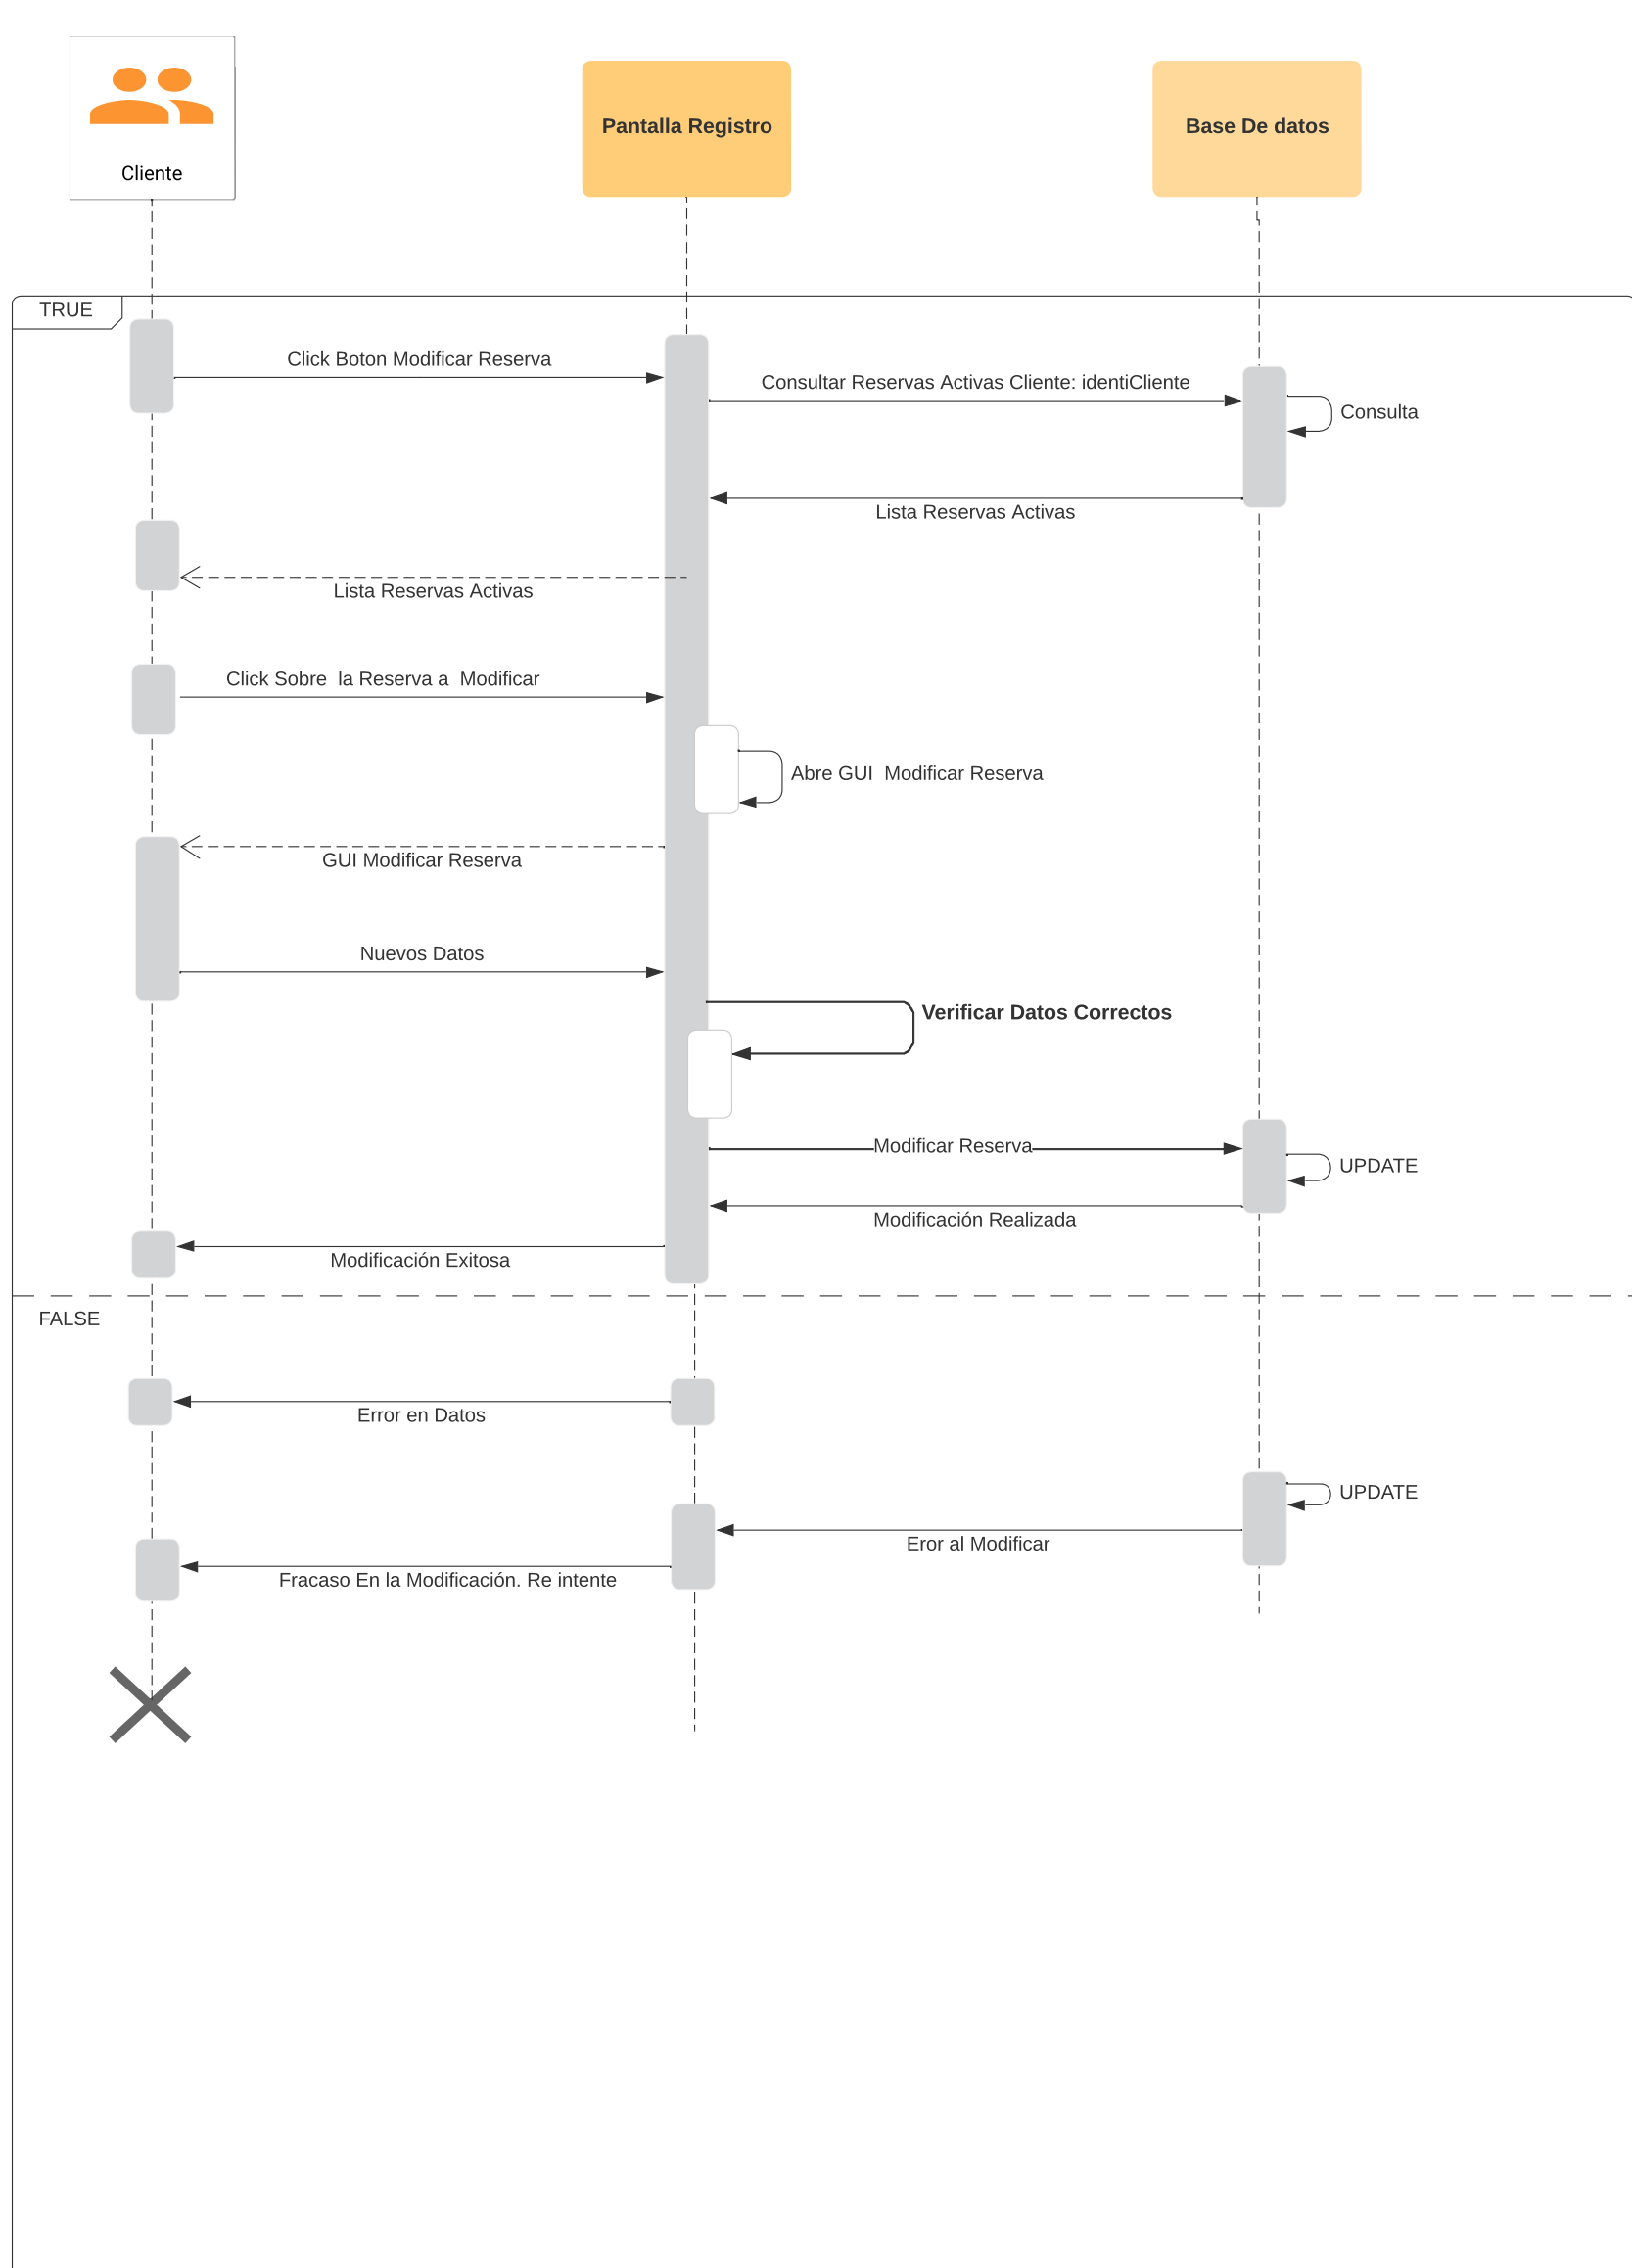 Cliente
Pantalla Registro
Base De datos
TRUE
Click Boton Modificar Reserva
Consultar Reservas Activas Cliente: identiCliente
Consulta
Lista Reservas Activas
Lista Reservas Activas
Click Sobre  la Reserva a  Modificar
Abre GUI  Modificar Reserva
GUI Modificar Reserva
Nuevos Datos
Verificar Datos Correctos
Modificar Reserva
UPDATE
Modificación Realizada
Modificación Exitosa
FALSE
Error en Datos
UPDATE
Eror al Modificar
Fracaso En la Modificación. Re intente